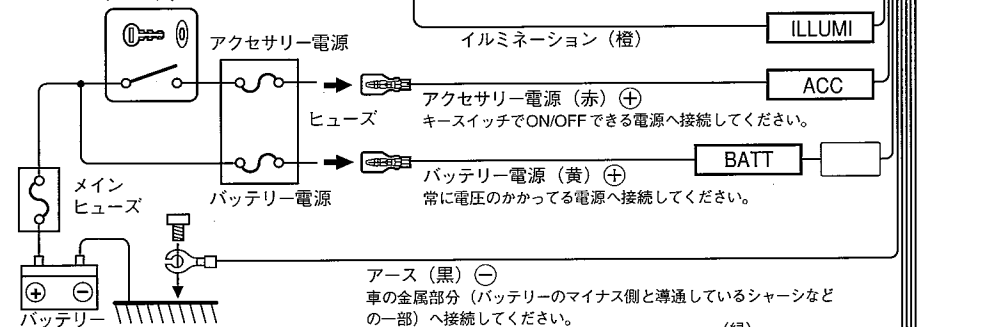 イルミネーション（橙）
ILLUMI
アクセサリー電源
ACC
アクセサリー電源（赤）⊕
キースイッチでON/OFFできる電源へ接続してください。
ヒューズ
BATT
バッテリー電源（黄）⊕
常に電圧のかかってる電源へ接続してください。
バッテリー電源
メイン
ヒューズ
アース（黒）⊖
車の金属部分（バッテリーのマイナス側と導通しているシャーシなど
の一部）へ接続してください。
⊕ ⊖
バッテリー